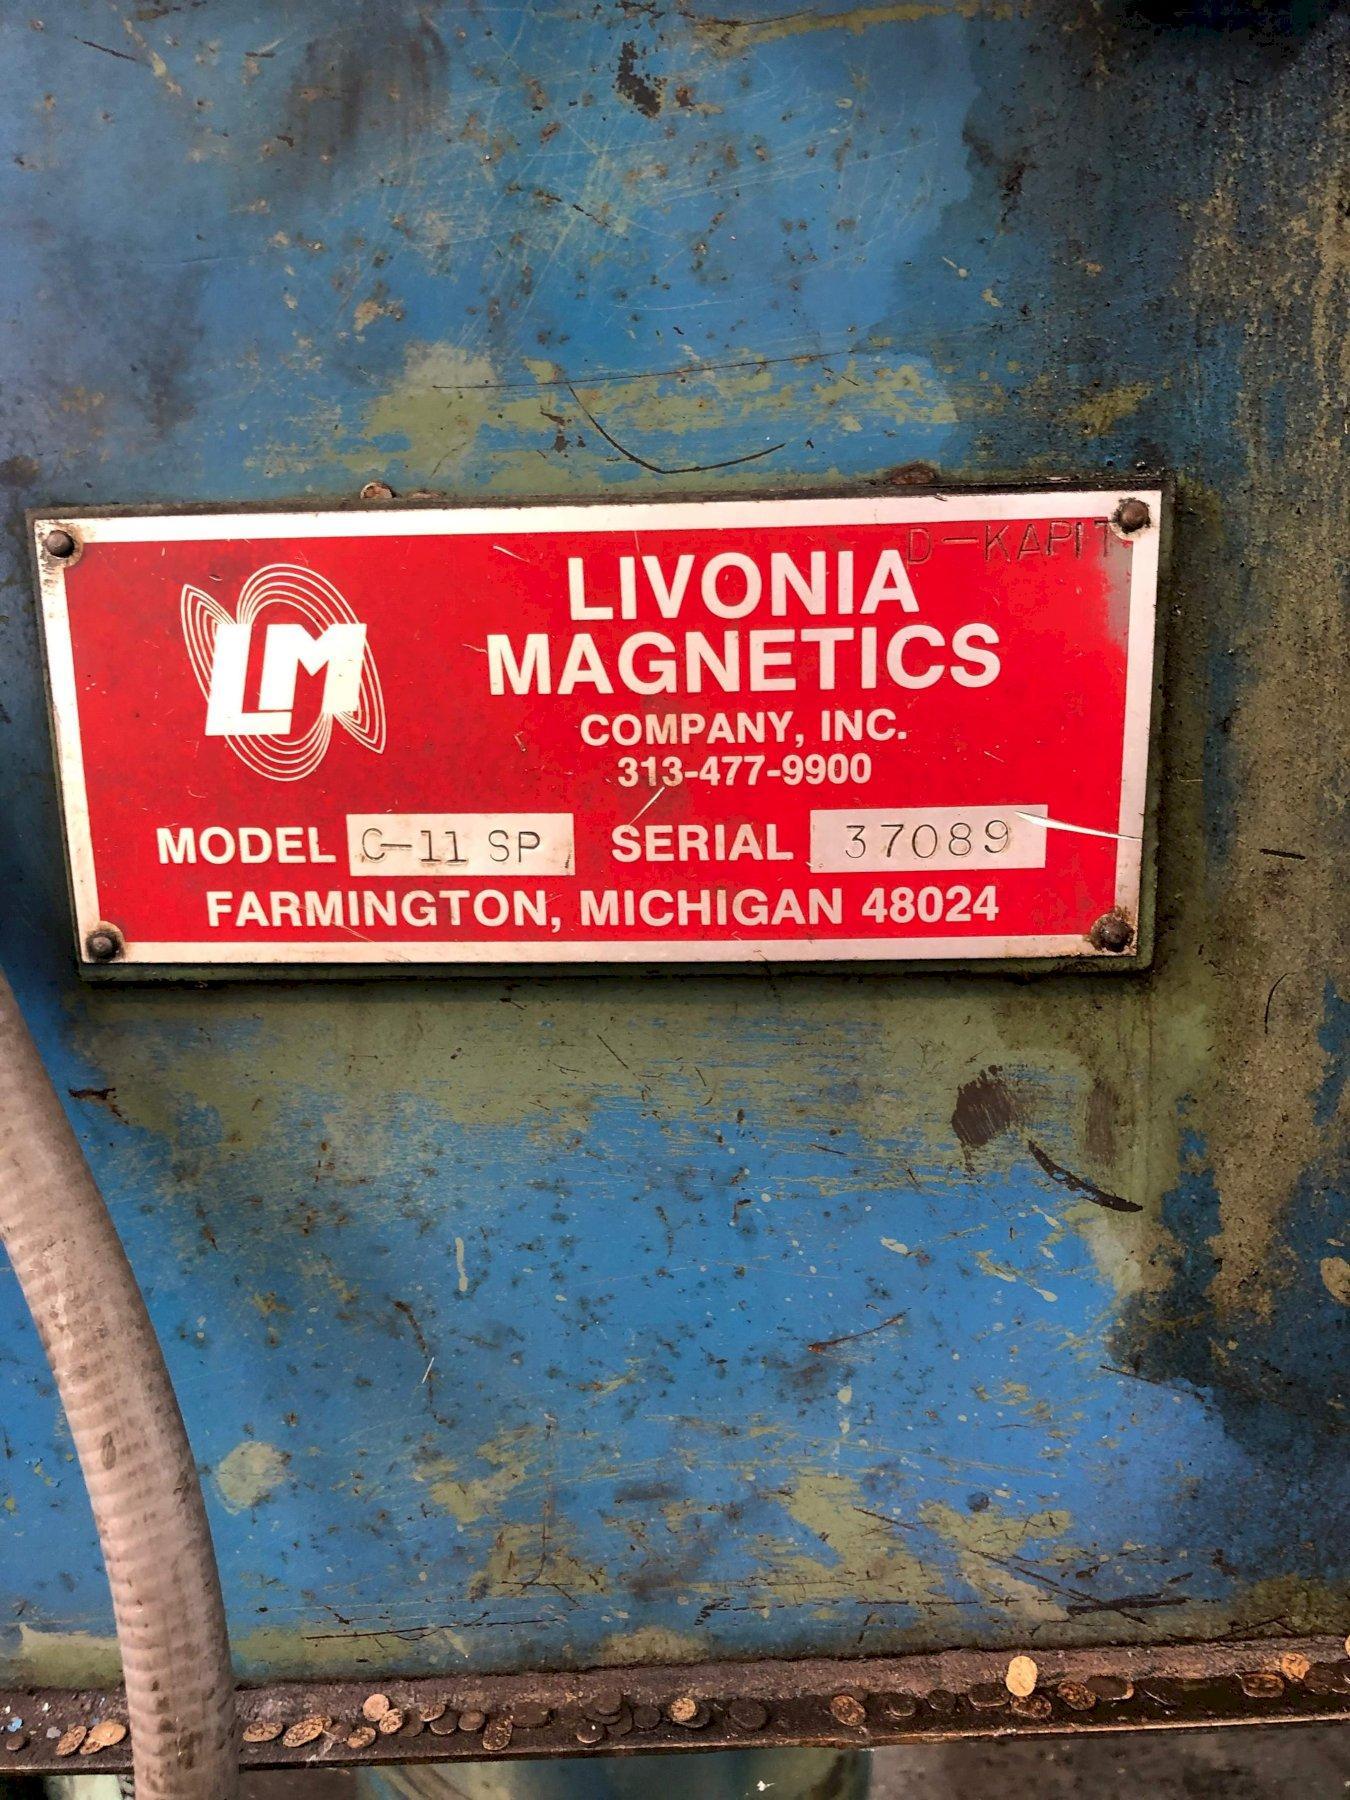 D-KAPIT
LM
LIVONIA
MAGNETICS
COMPANY, INC.
313-477-9900
MODEL C-11 SP SERIAL 37089
FARMINGTON, MICHIGAN 48024